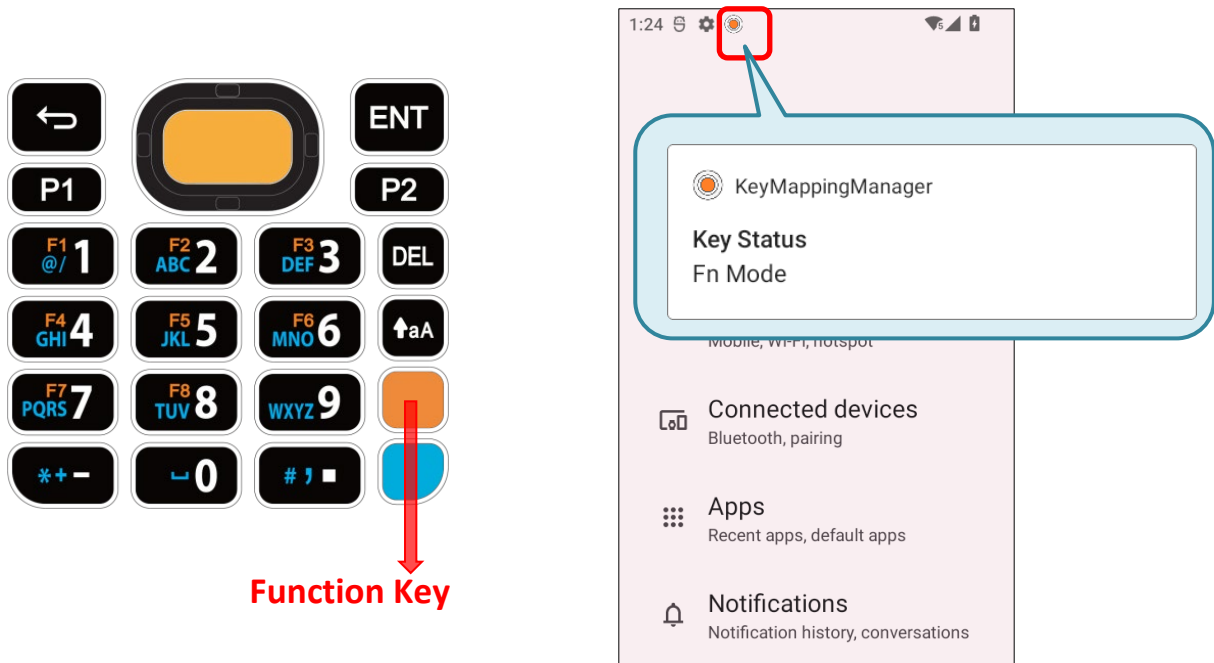 ENT
P1
P2
F1 @/ 1
F2 ABC 2
F3 DEF 3
DEL
F4 GHI 4
F5 JKL 5
F6 MNO 6
aA
F7 PQRS 7
F8 TUV 8
WXYZ 9
*+-
0
# ,
Function Key
1:24
KeyMappingManager
Key Status
Fn Mode
Mobile, Wi-Fi, hotspot
Connected devices
Bluetooth, pairing
Apps
Recent apps, default apps
Notifications
Notification history, conversations